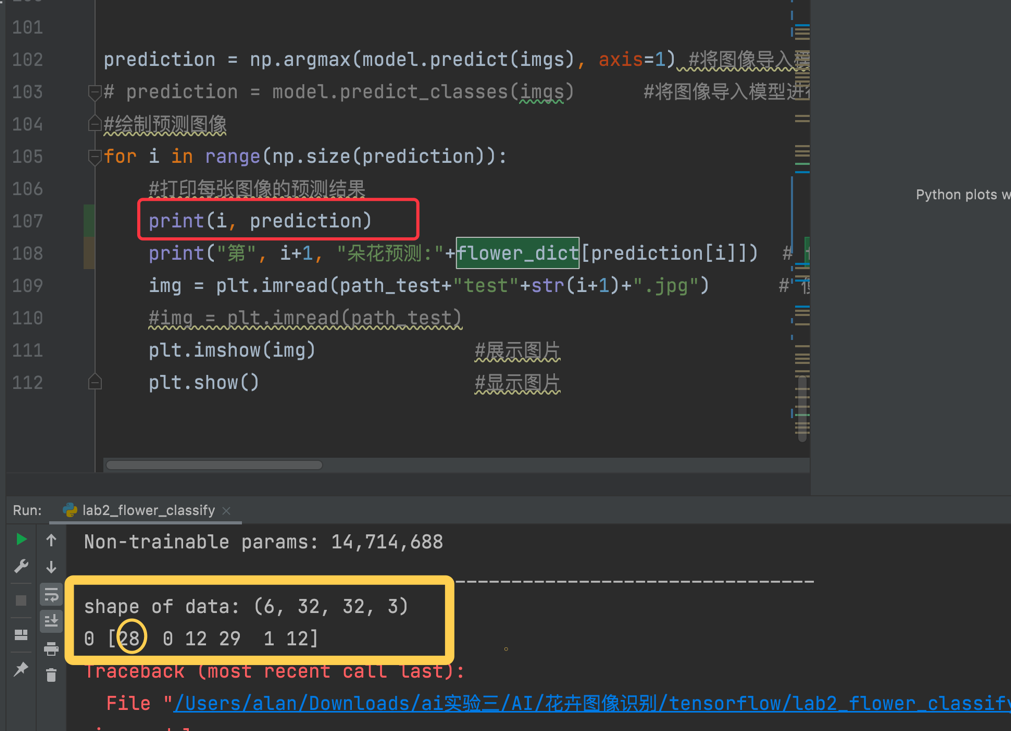 101
102 prediction = np.argmax(model.predict(imgs), axis=1) #将图像导入模
103 # prediction = model.predict_classes(imgs) #将图像导入模型进行
104 #绘制预测图像
105 for i in range(np.size(prediction)):
106 #打印每张图像的预测结果
107 print(i, prediction)
108 print("第", i+1, "朵花预测:"+flower_dict[prediction[i]]) #
109 img = plt.imread(path_test+"test"+str(i+1)+".jpg") #
110 #img = plt.imread(path_test)
111 plt.imshow(img) #展示图片
112 plt.show() #显示图片
Python plots w
Run: lab2_flower_classify
Non-trainable params: 14,714,688
shape of data: (6, 32, 32, 3)
0 [28 0 12 29 1 12]
Traceback (most recent call last):
File "/Users/alan/Downloads/ai实验三/AI/花卉图像识别/tensorflow/lab2_flower_classify